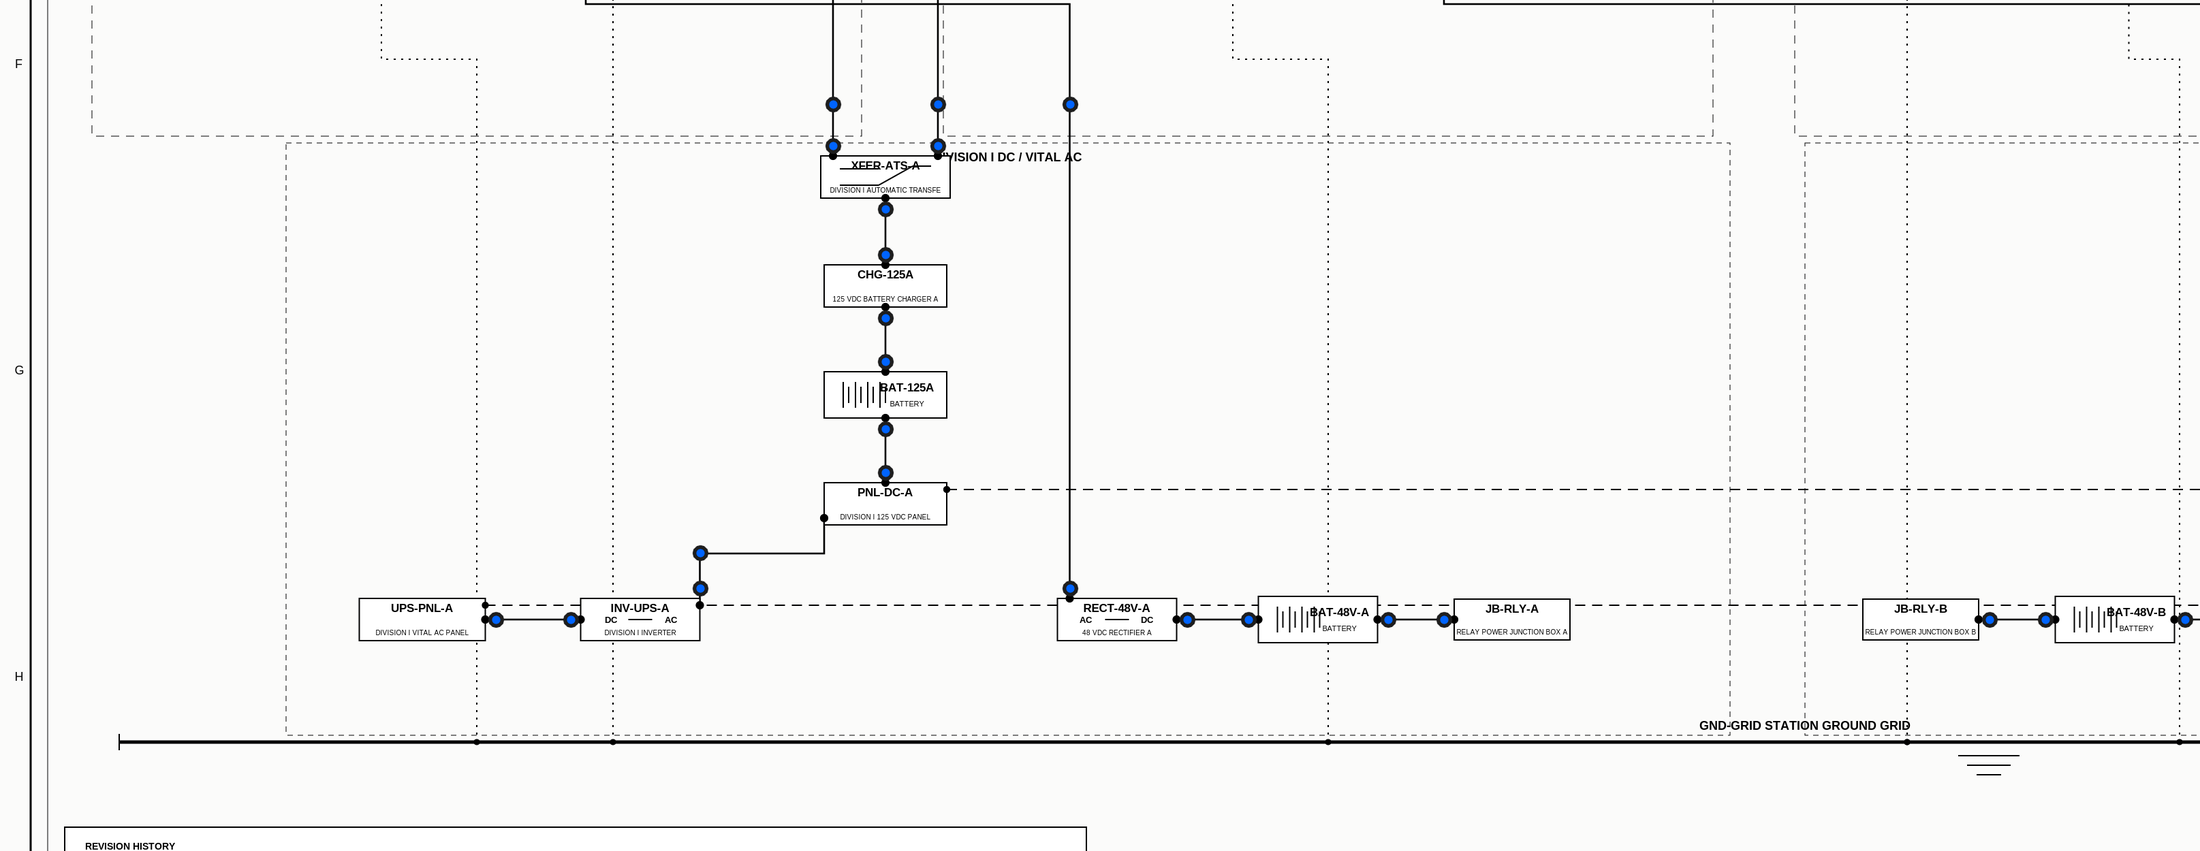 F
XFER-ATS-A
VISION I DC / VITAL AC
DIVISION I AUTOMATIC TRANSFE
CHG-125A
125 VDC BATTERY CHARGER A
G
BAT-125A
BATTERY
PNL-DC-A
DIVISION I 125 VDC PANEL
UPS-PNL-A
DIVISION I VITAL AC PANEL
INV-UPS-A
DC AC
DIVISION I INVERTER
RECT-48V-A
AC DC
48 VDC RECTIFIER A
BAT-48V-A
BATTERY
JB-RLY-A
RELAY POWER JUNCTION BOX A
JB-RLY-B
RELAY POWER JUNCTION BOX B
BAT-48V-B
BATTERY
H
GND-GRID STATION GROUND GRID
REVISION HISTORY